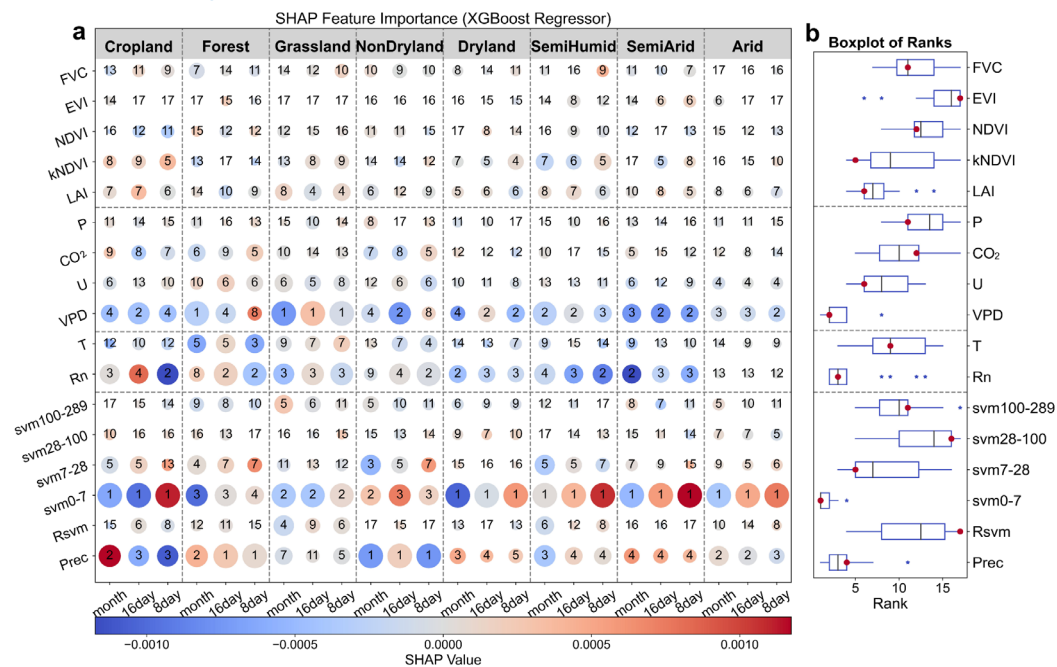 SHAP Feature Importance (XGBoost Regressor)
a
b
Boxplot of Ranks
Cropland Forest Grassland NonDryland Dryland SemiHumid SemiArid Arid
FVC 13 11 9 7 14 11 14 12 10 10 9 10 8 14 11 11 16 9 11 10 7 17 16 16 FVC
EVI 14 17 17 17 15 16 17 17 17 16 16 16 16 15 15 14 8 12 14 6 6 6 17 17 EVI
NDVI 16 12 11 15 12 12 12 15 16 11 11 15 17 8 14 16 9 10 12 17 13 15 12 13 NDVI
kNDVI 8 9 5 13 17 14 13 8 9 14 14 12 7 5 4 7 6 5 17 5 8 16 15 10 kNDVI
LAI 7 7 6 14 10 9 8 4 4 6 12 9 5 6 6 8 7 6 10 8 5 8 6 7 LAI
P 11 14 15 11 16 13 15 10 14 8 17 13 11 10 17 15 10 16 13 14 16 11 11 15 P
CO₂ 9 8 7 6 9 5 10 14 13 7 8 5 12 12 12 10 17 15 5 15 12 12 8 14 CO₂
U 6 13 10 10 6 6 6 5 8 12 6 6 10 11 8 9 13 11 6 12 9 4 4 4 U
VPD 4 2 4 1 4 8 1 1 1 4 2 8 4 2 2 2 2 3 3 2 2 3 3 2 VPD
T 12 10 12 5 5 3 9 7 7 13 7 4 14 13 7 9 15 14 9 13 10 14 9 9 T
Rn 3 4 2 8 2 2 3 3 3 9 4 2 2 3 3 4 3 2 2 3 3 13 13 12 Rn
svm100-289 17 15 14 9 8 10 5 6 11 5 10 11 6 9 9 12 11 17 8 7 11 5 10 11 svm100-289
svm28-100 10 16 16 16 13 17 16 16 15 15 13 14 9 7 10 13 14 13 15 11 14 7 7 5 svm28-100
svm7-28 5 5 13 4 7 7 11 13 12 3 5 7 15 16 16 5 5 7 7 9 15 9 5 6 svm7-28
svm0-7 1 1 1 3 3 4 2 2 2 2 3 3 1 1 1 1 1 1 1 1 1 1 1 1 svm0-7
Rsvm 15 6 8 12 11 15 4 9 6 17 15 17 13 17 13 6 12 8 16 16 17 10 14 8 Rsvm
Prec 2 3 3 2 1 1 7 11 5 1 1 1 3 4 5 3 4 4 4 4 4 2 2 3 Prec
month 16day 8day month 16day 8day month 16day 8day month 16day 8day month 16day 8day month 16day 8day month 16day 8day month 16day 8day
5 10 15
Rank
−0.0010 −0.0005 0.0000 0.0005 0.0010
SHAP Value